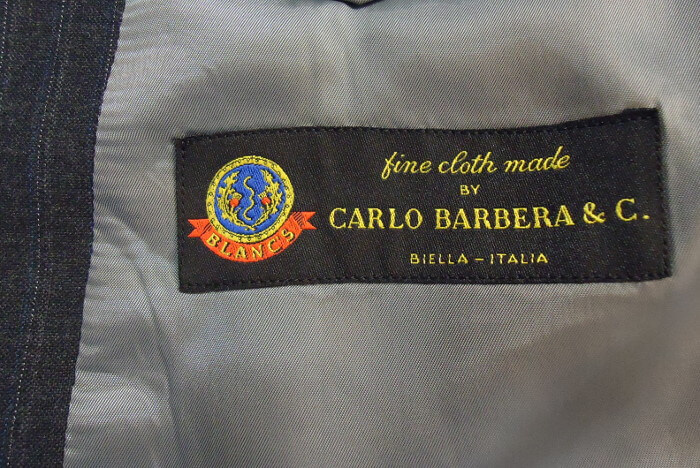 fine cloth made
BY
CARLO BARBERA & C.
BIELLA - ITALIA
BLANCS